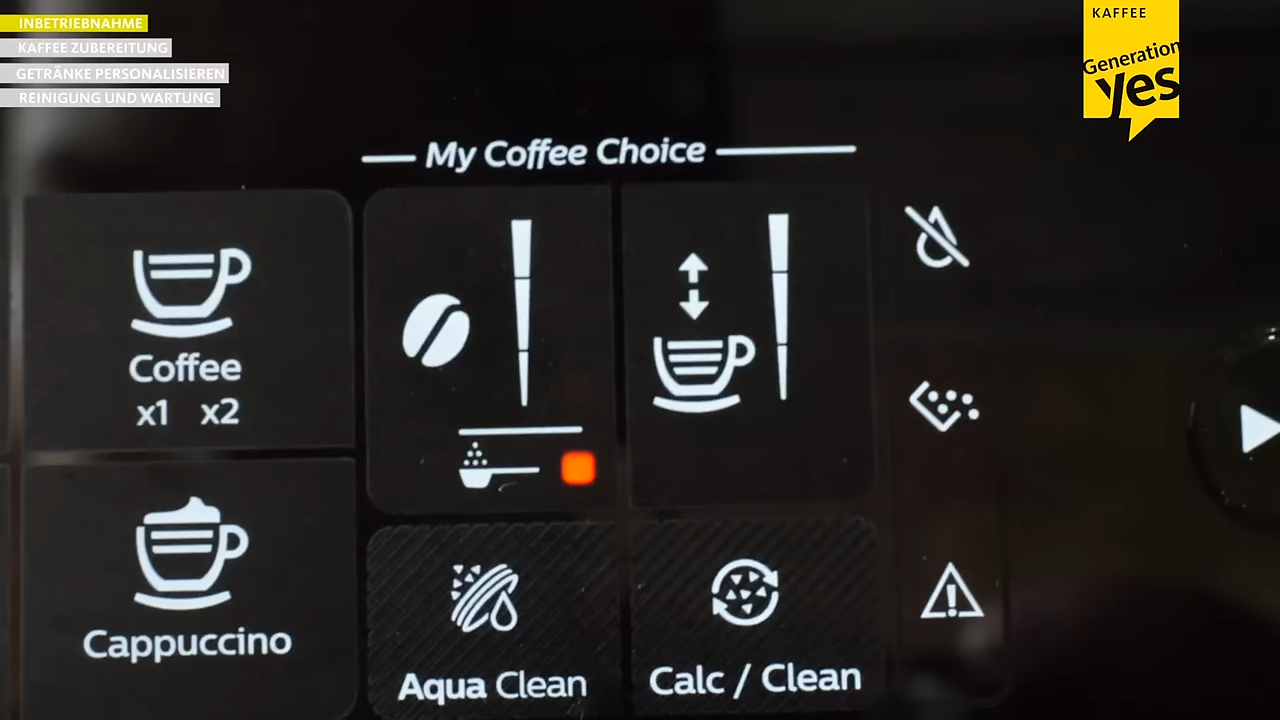 INBETRIEBNAHME
KAFFEE ZUBEREITUNG
GETRÄNKE PERSONALISIEREN
REINIGUNG UND WARTUNG
KAFFEE
Generation
yes
My Coffee Choice
Coffee
x1 x2
Cappuccino
Aqua Clean
Calc / Clean